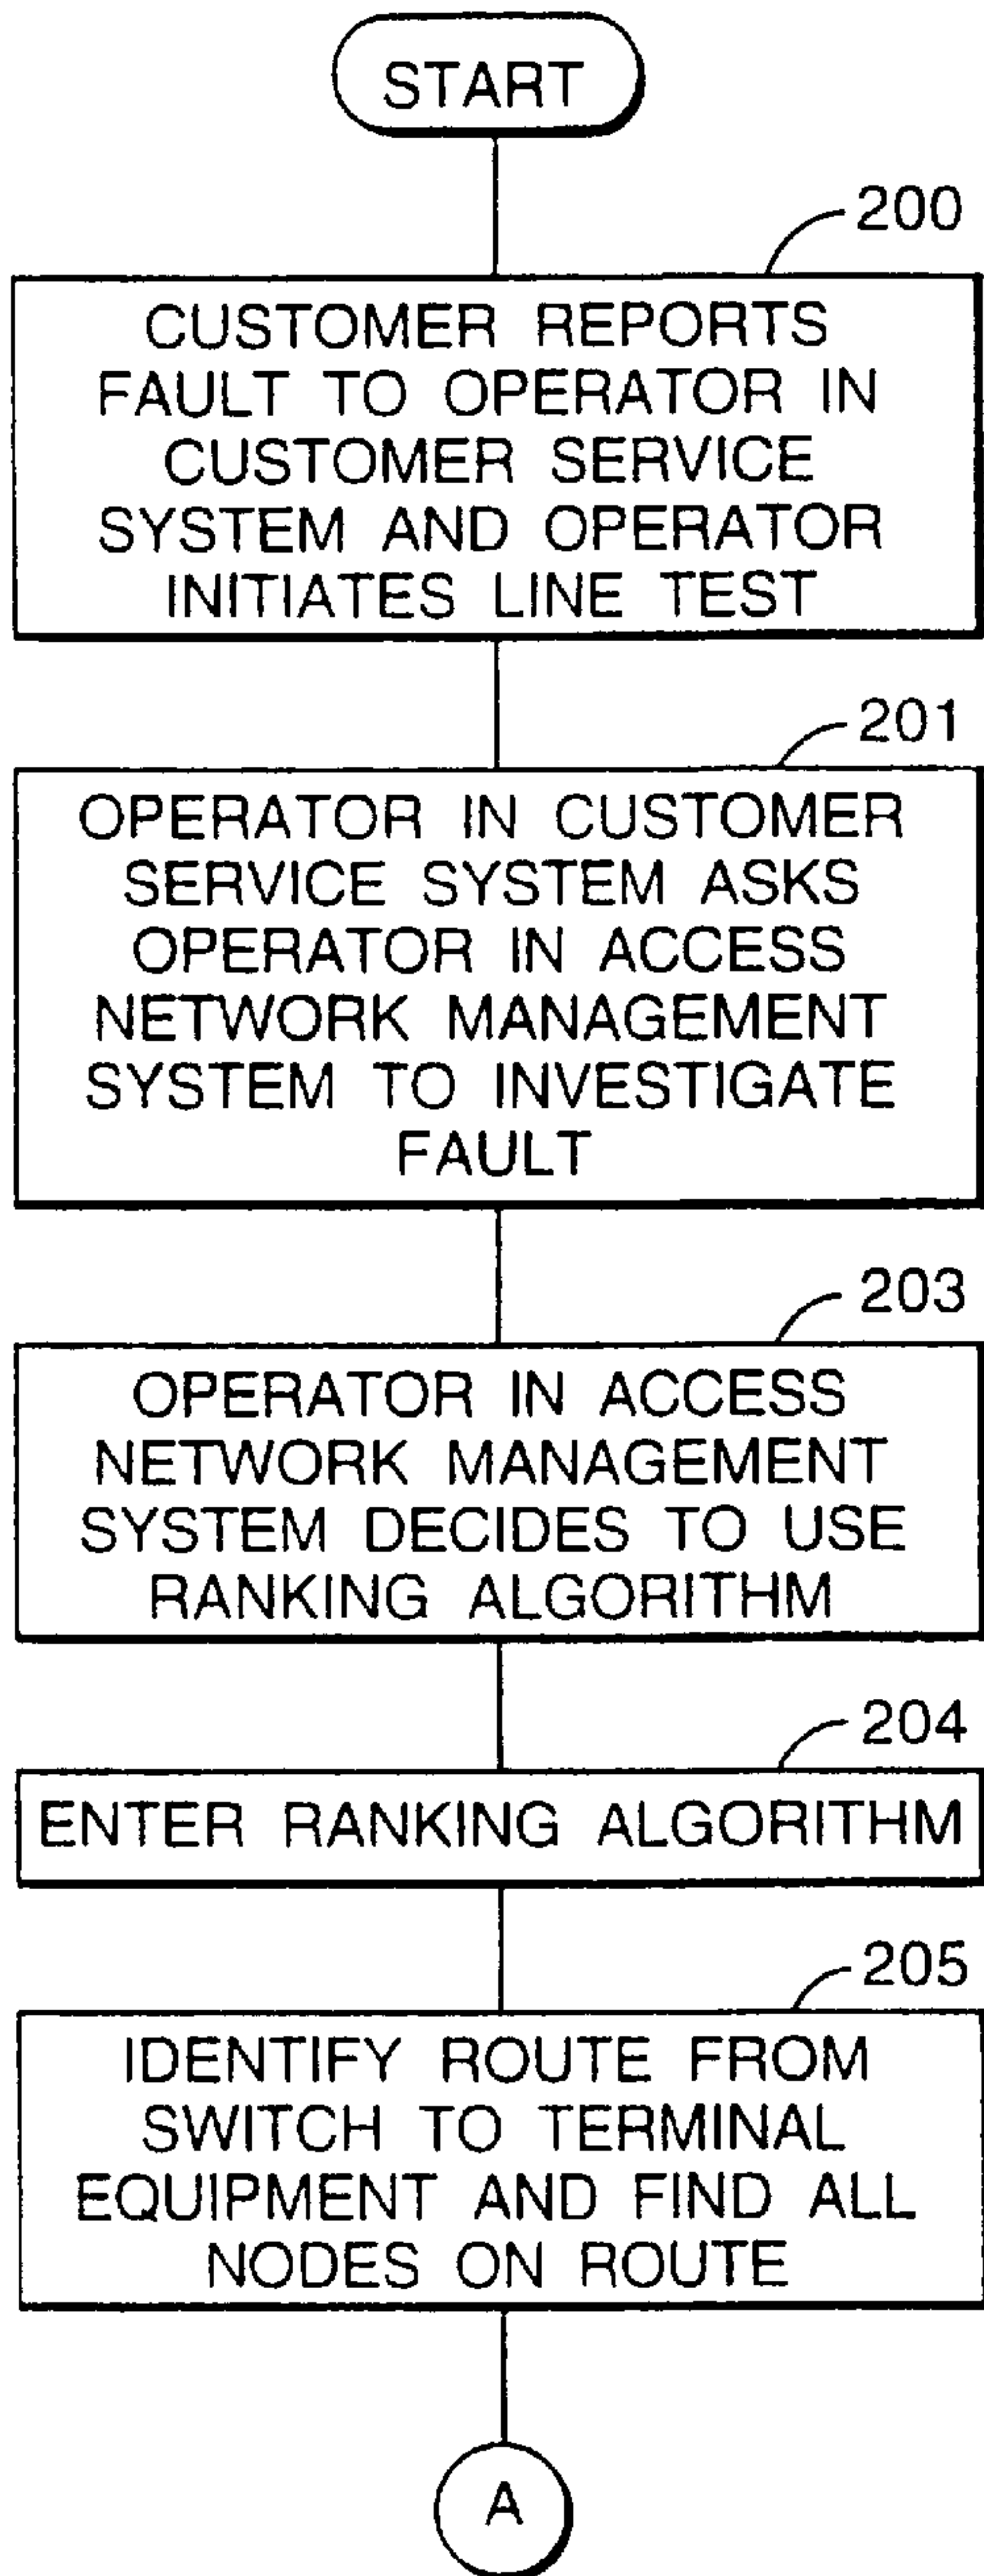 START
200
CUSTOMER REPORTS
FAULT TO OPERATOR IN
CUSTOMER SERVICE
SYSTEM AND OPERATOR
INITIATES LINE TEST
201
OPERATOR IN CUSTOMER
SERVICE SYSTEM ASKS
OPERATOR IN ACCESS
NETWORK MANAGEMENT
SYSTEM TO INVESTIGATE
FAULT
203
OPERATOR IN ACCESS
NETWORK MANAGEMENT
SYSTEM DECIDES TO USE
RANKING ALGORITHM
204
ENTER RANKING ALGORITHM
205
IDENTIFY ROUTE FROM
SWITCH TO TERMINAL
EQUIPMENT AND FIND ALL
NODES ON ROUTE
A